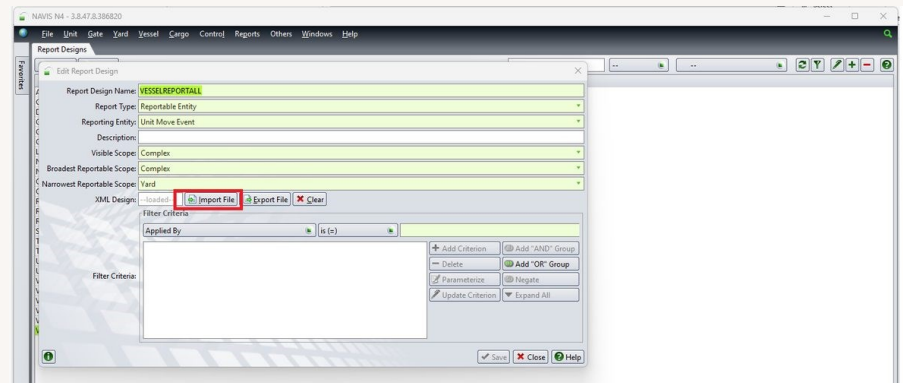 NAVIS N4 - 3.8.47.8.386820
File Unit Gate Yard Vessel Cargo Control Reports Others Windows Help
Report Designs
Favorites
-- --
Edit Report Design
Report Design Name: VESSELREPORTALL
Report Type: Reportable Entity
Reporting Entity: Unit Move Event
Description:
Visible Scope: Complex
Broadest Reportable Scope: Complex
Narrowest Reportable Scope: Yard
XML Design: --loaded-- Import File Export File Clear
Filter Criteria
Applied By is (=)
Add Criterion Add "AND" Group
Delete Add "OR" Group
Filter Criteria: Parameterize Negate
Update Criterion Expand All
Save Close Help